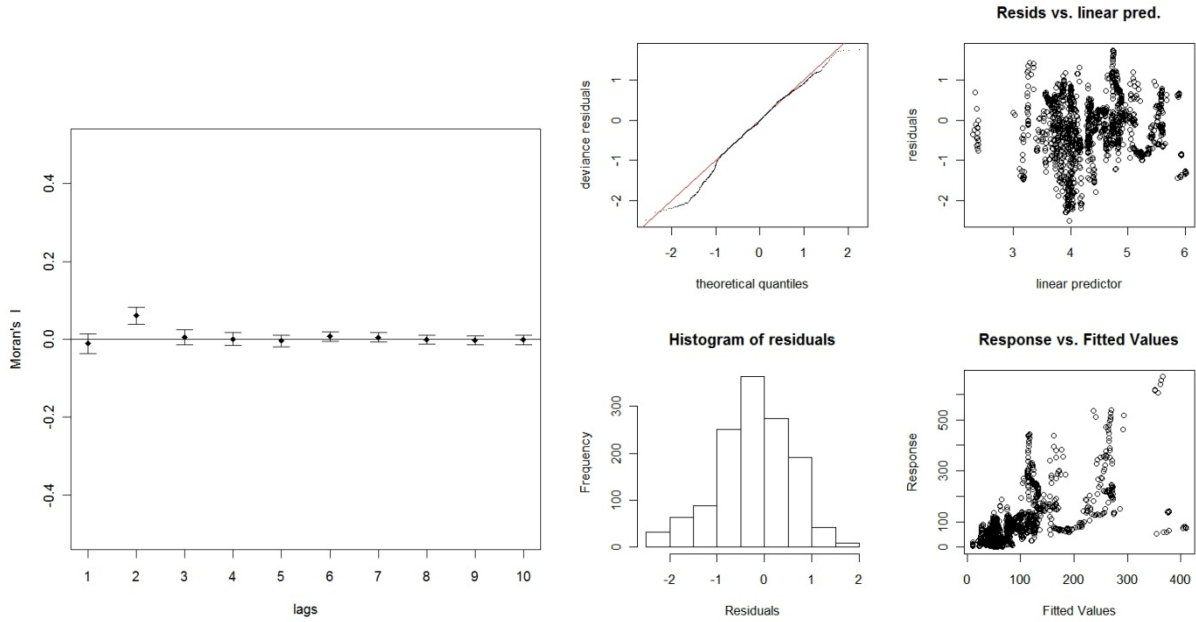 Moran's I
0.4
0.2
0.0
-0.2
-0.4
1 2 3 4 5 6 7 8 9 10
lags
deviance residuals
1
0
-1
-2
-2 -1 0 1 2
theoretical quantiles
Resids vs. linear pred.
residuals
1
0
-1
-2
3 4 5 6
linear predictor
Histogram of residuals
Frequency
300
200
100
0
-2 -1 0 1 2
Residuals
Response vs. Fitted Values
Response
500
300
100
0
0 100 200 300 400
Fitted Values